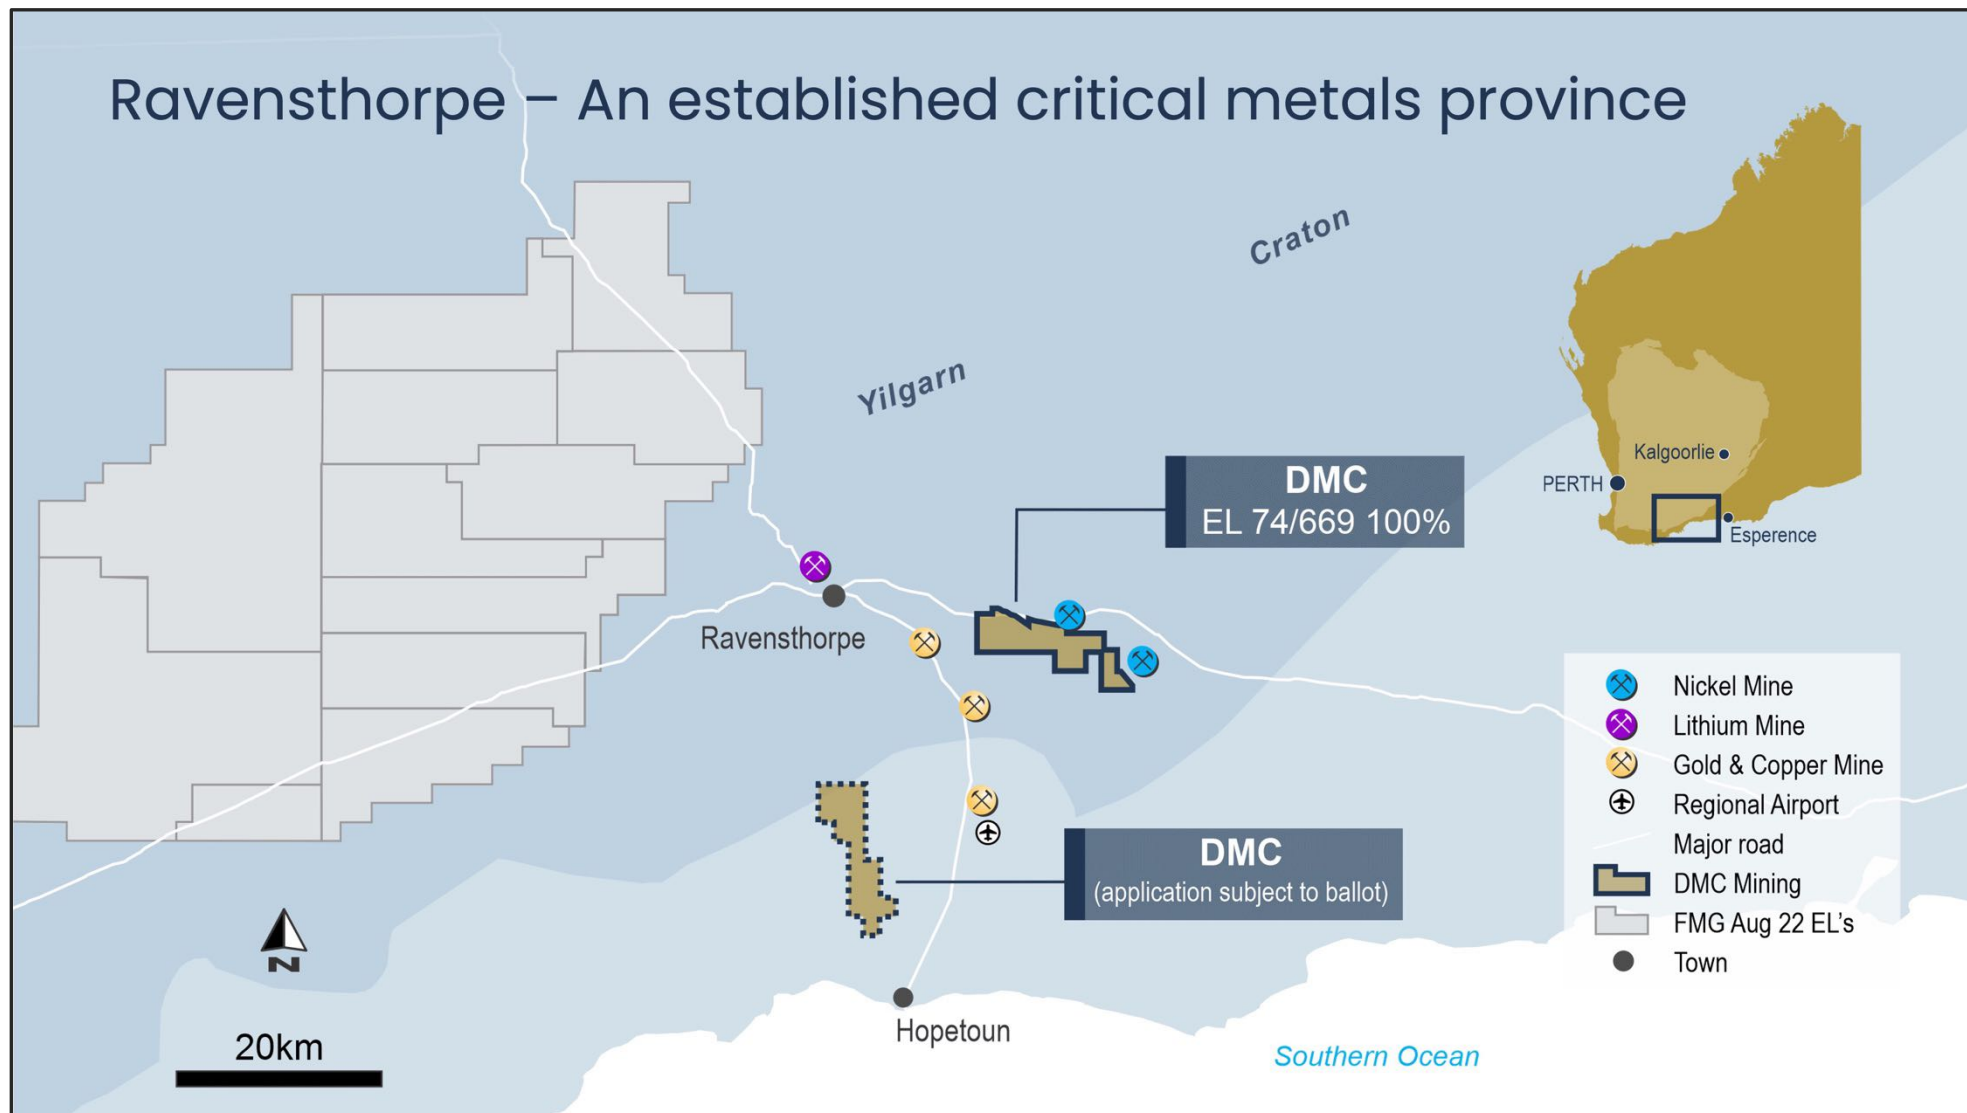 Ravensthorpe – An established critical metals province
Craton
Yilgarn
Kalgoorlie
PERTH
Esperence
DMC
EL 74/669 100%
Ravensthorpe
Nickel Mine
Lithium Mine
Gold & Copper Mine
Regional Airport
Major road
DMC Mining
FMG Aug 22 EL's
Town
DMC
(application subject to ballot)
N
20km
Hopetoun
Southern Ocean